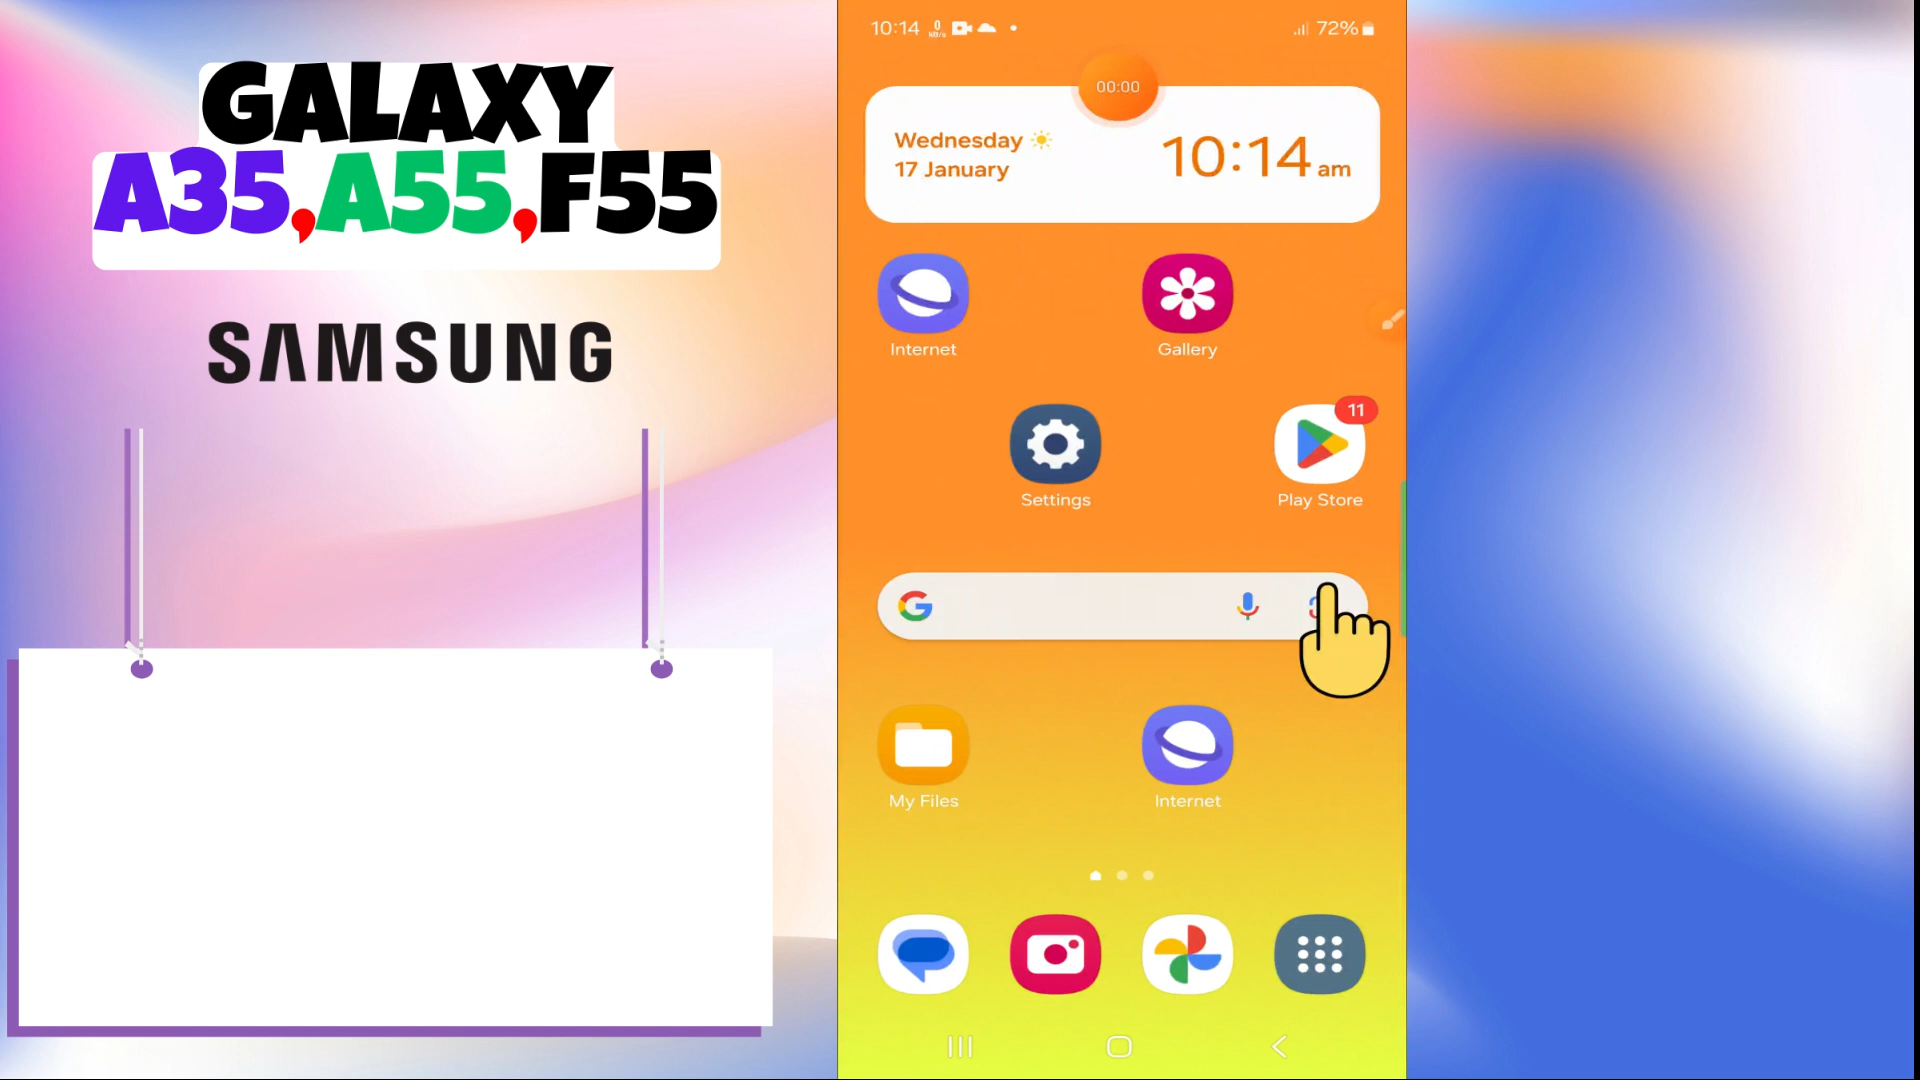 GALAXY
A35,A55,F55
SAMSUNG
10:14
0
72%
00:00
Wednesday
17 January
10:14 am
Internet
Gallery
11
Settings
Play Store
G
My Files
Internet